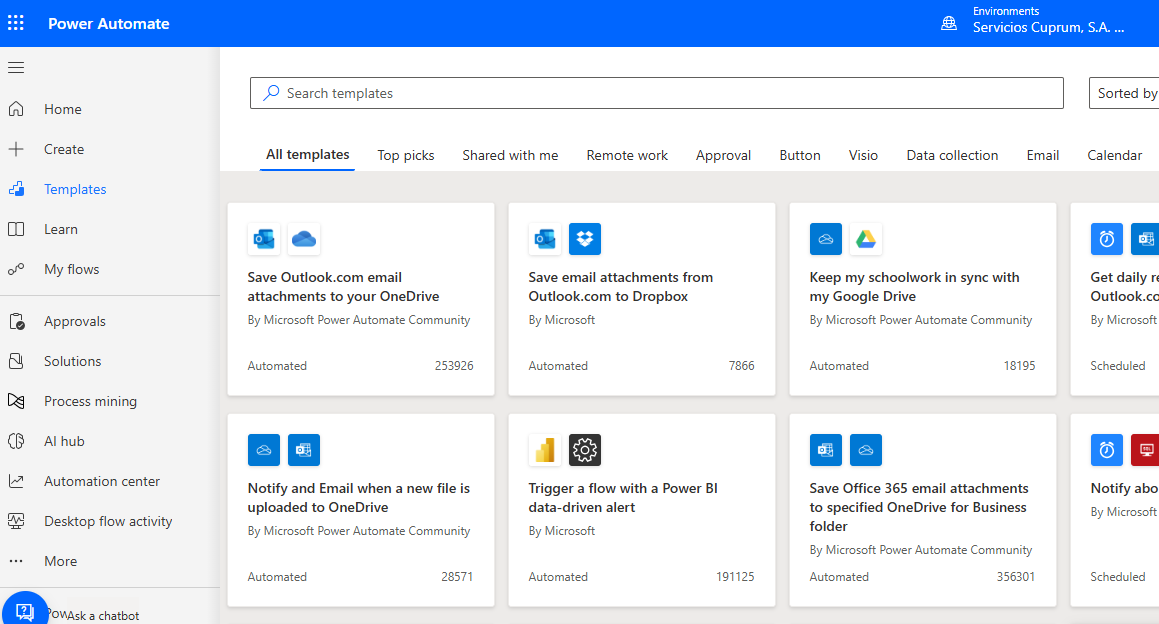 Power Automate
Environments
Servicios Cuprum, S.A. ...
Home
Create
Templates
Learn
My flows
Approvals
Solutions
Process mining
AI hub
Automation center
Desktop flow activity
More
Ask a chatbot
Search templates
Sorted by
All templates Top picks Shared with me Remote work Approval Button Visio Data collection Email Calendar
Save Outlook.com email
attachments to your OneDrive
By Microsoft Power Automate Community
Automated 253926
Save email attachments from
Outlook.com to Dropbox
By Microsoft
Automated 7866
Keep my schoolwork in sync with
my Google Drive
By Microsoft Power Automate Community
Automated 18195
Get daily re
Outlook.co
By Microsoft
Scheduled
Notify and Email when a new file is
uploaded to OneDrive
By Microsoft Power Automate Community
Automated 28571
Trigger a flow with a Power BI
data-driven alert
By Microsoft
Automated 191125
Save Office 365 email attachments
to specified OneDrive for Business
folder
By Microsoft Power Automate Community
Automated 356301
Notify abo
By Microsoft
Scheduled